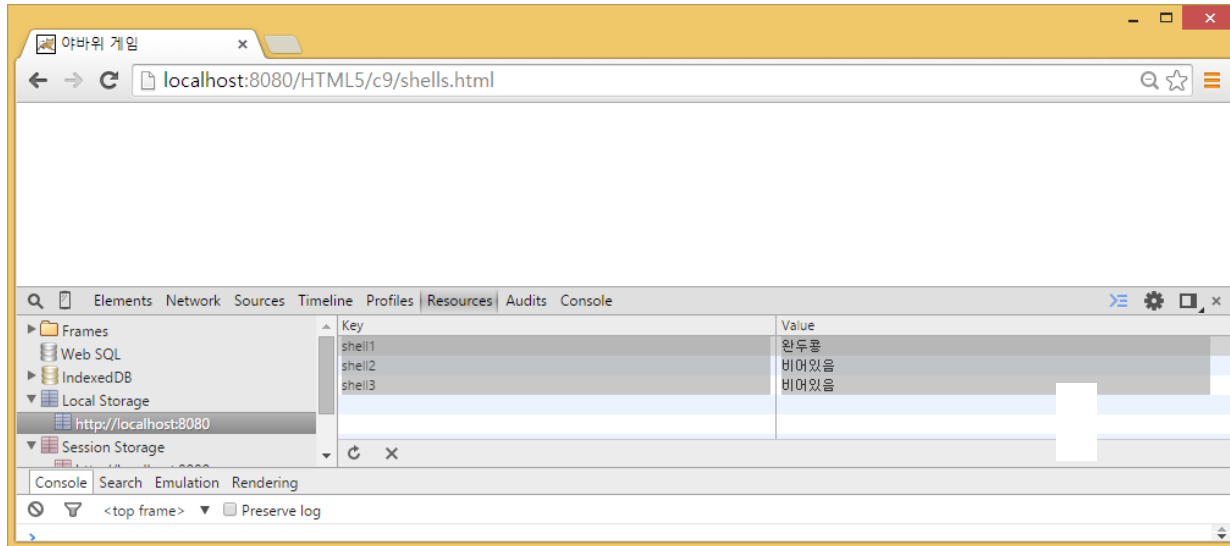 야바위 게임
localhost:8080/HTML5/c9/shells.html
Elements Network Sources Timeline Profiles Resources Audits Console
Frames
Web SQL
IndexedDB
Local Storage
http://localhost:8080
Session Storage
Key Value
shell1 완두콩
shell2 비어있음
shell3 비어있음
Console Search Emulation Rendering
<top frame> ▼ Preserve log